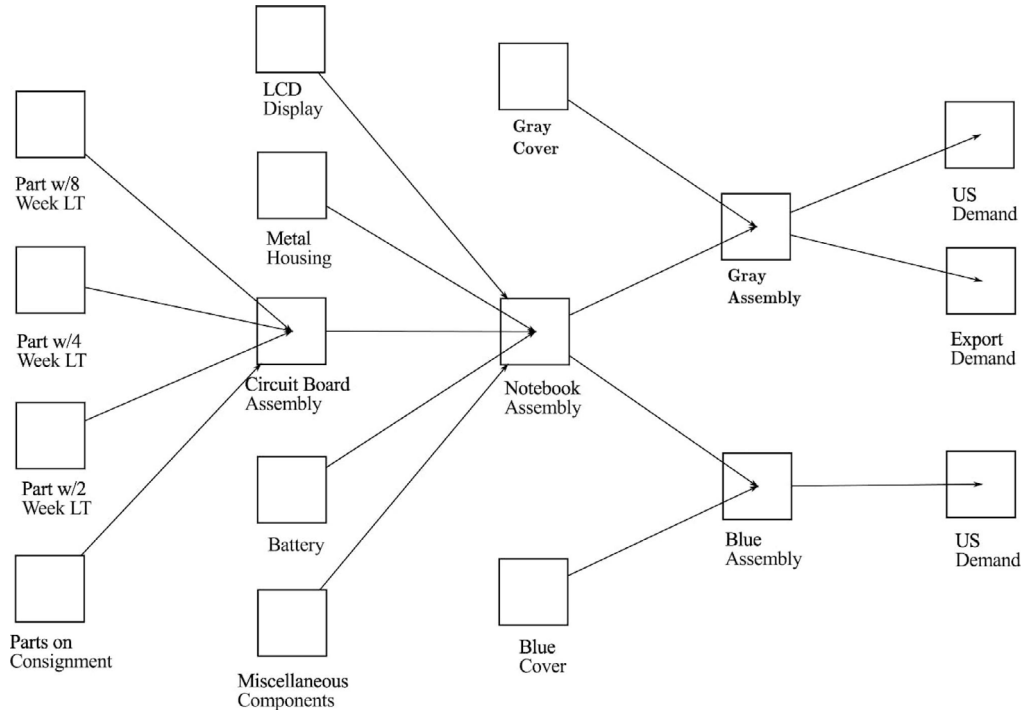 LCD
Display
Gray
Cover
Part w/8
Week LT
US
Demand
Metal
Housing
Gray
Assembly
Part w/4
Week LT
Export
Demand
Circuit Board
Assembly
Notebook
Assembly
Part w/2
Week LT
Battery
Blue
Assembly
US
Demand
Parts on
Consignment
Blue
Cover
Miscellaneous
Components